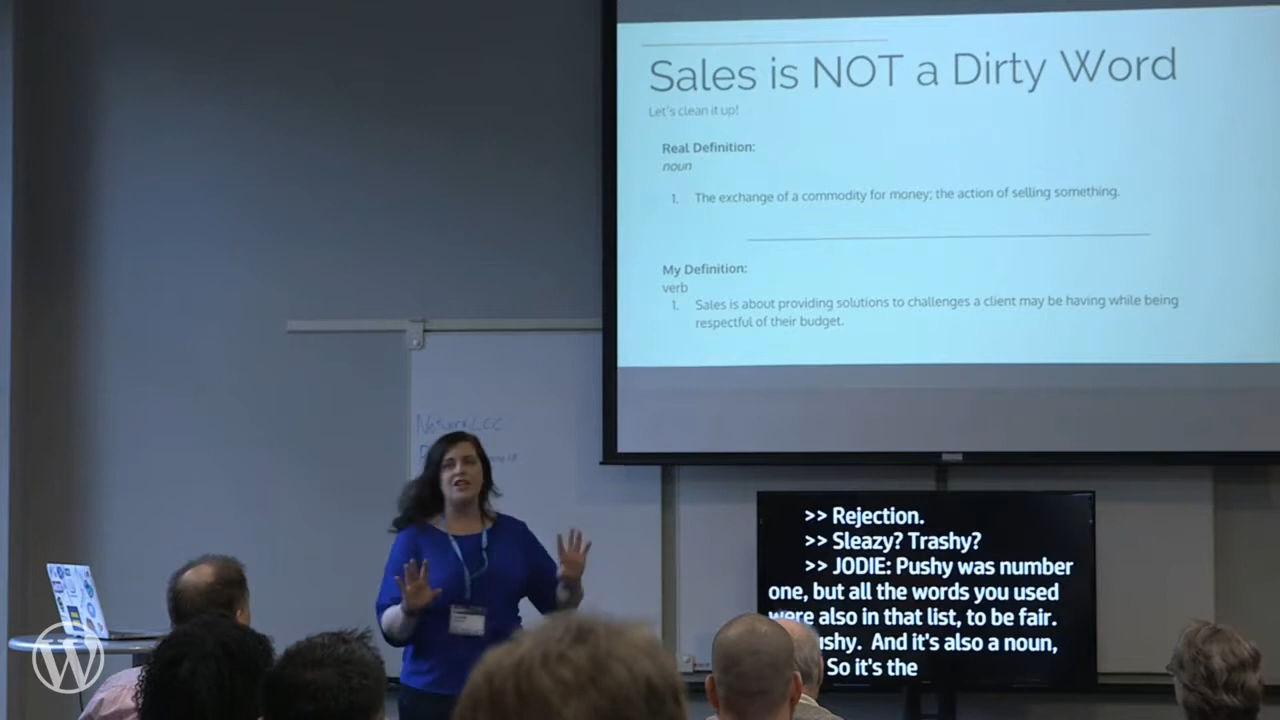 Sales is NOT a Dirty Word
Let's clean it up!
Real Definition:
noun
1. The exchange of a commodity for money; the action of selling something.
My Definition:
verb
1. Sales is about providing solutions to challenges a client may be having while being
respectful of their budget.
>> Rejection.
>> Sleazy? Trashy?
>> JODIE: Pushy was number
one, but all the words you used
were also in that list, to be fair.
And it's also a noun,
So it's the